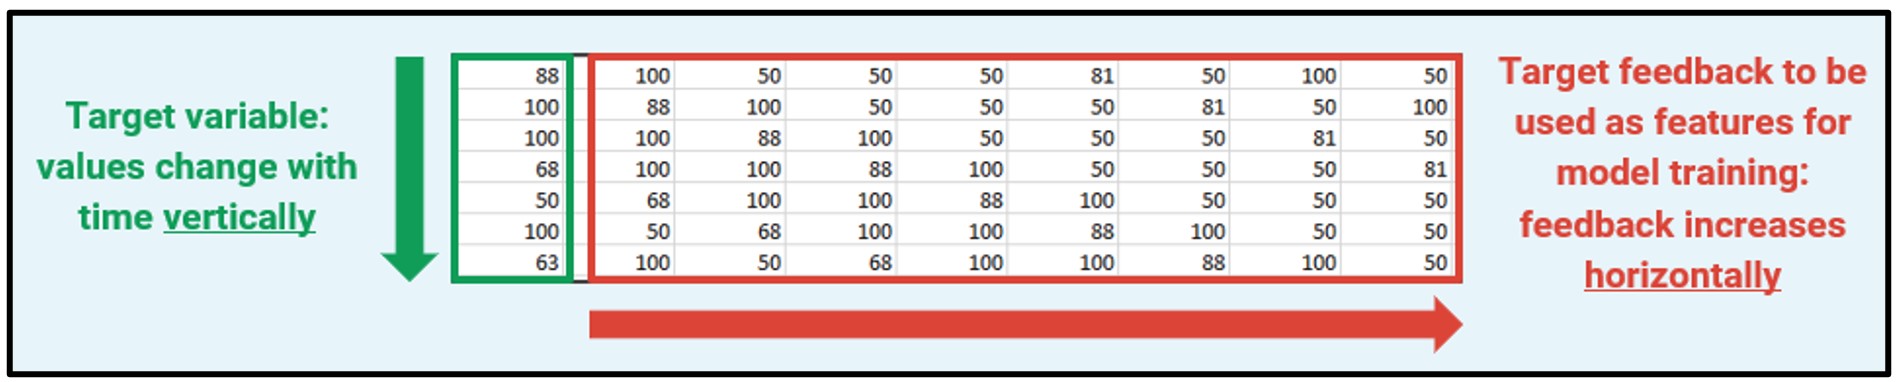 Target variable:
values change with
time vertically
88 100 50 50 50 81 50 100 50
100 88 100 50 50 50 81 50 100
100 100 88 100 50 50 50 81 50
68 100 100 88 100 50 50 50 81
50 68 100 100 88 100 50 50 50
100 50 68 100 100 88 100 50 50
63 100 50 68 100 100 88 100 50
Target feedback to be
used as features for
model training:
feedback increases
horizontally